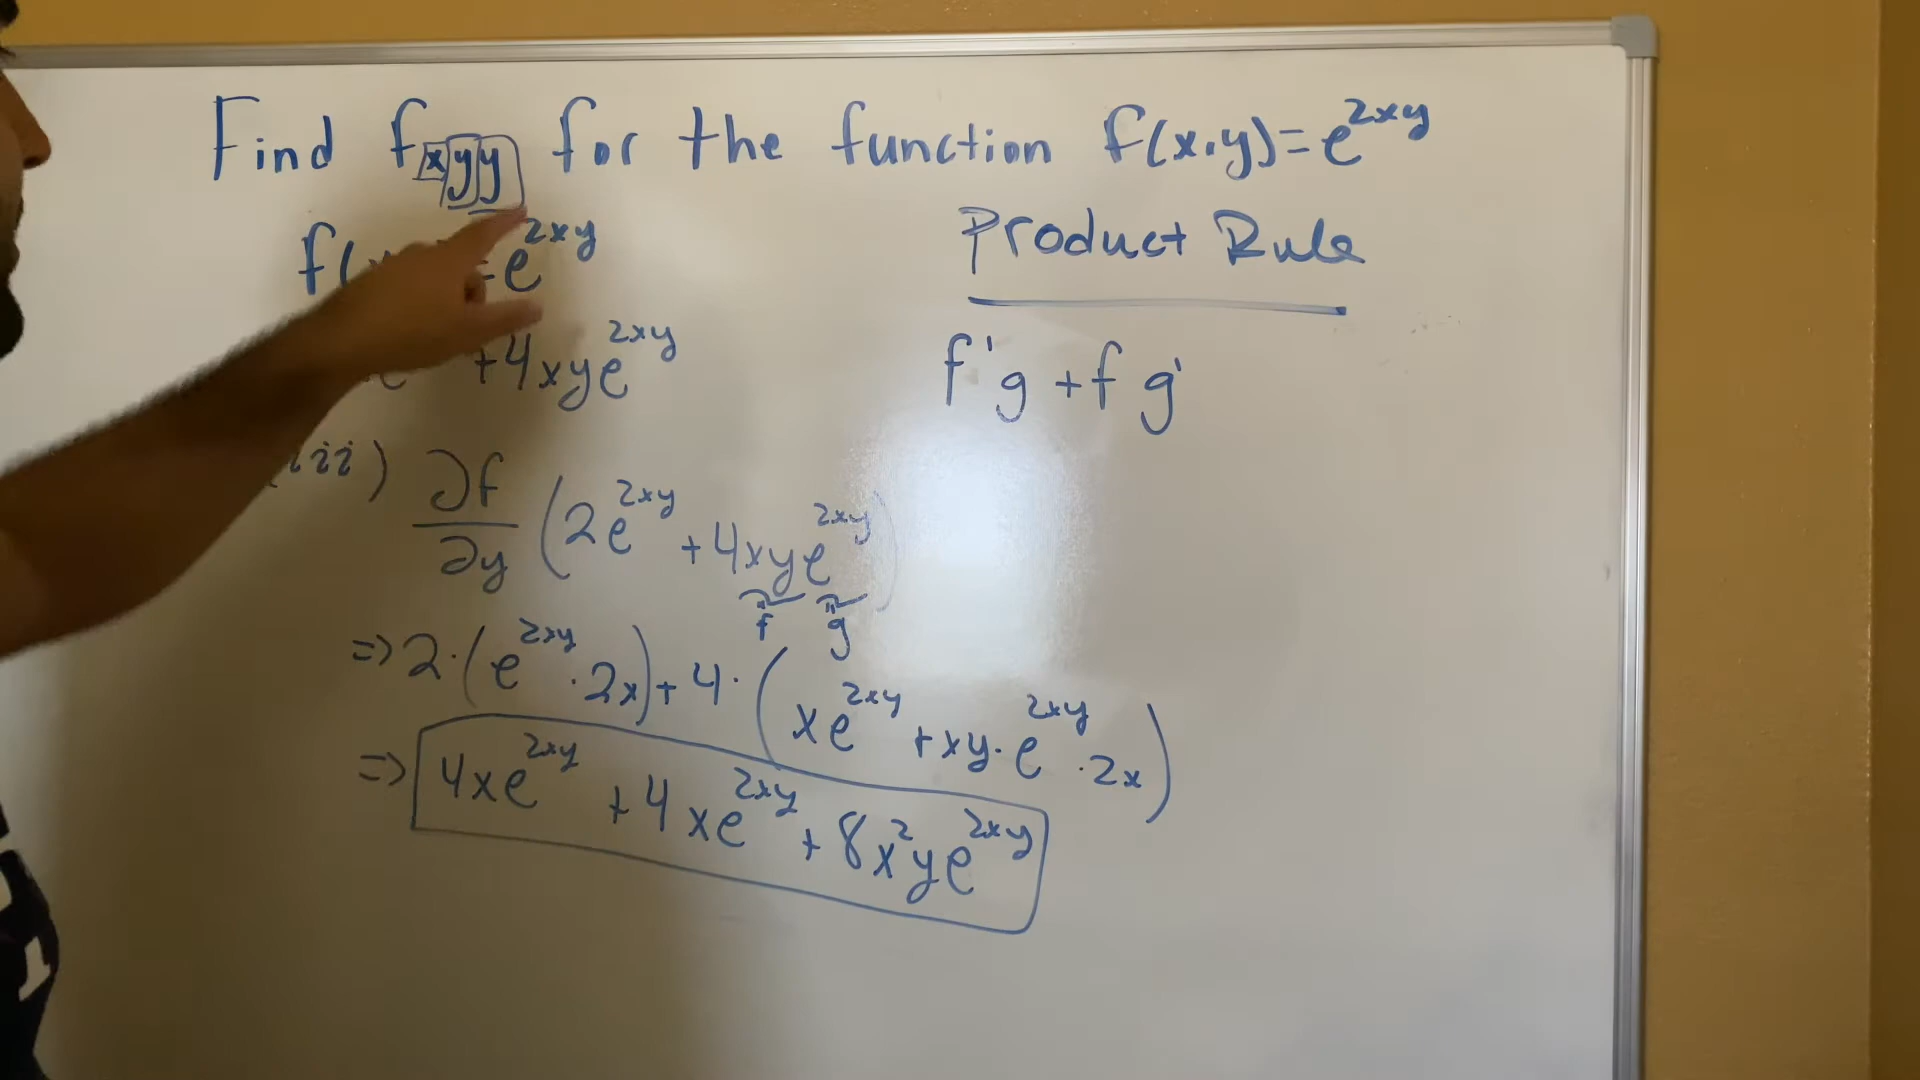 Find fxyy for the function f(x,y)=e^2xy
f(x =e^2xy
Product Rule
e +4xye^2xy
f'g + f g'
iii) ∂f/∂y (2e^2xy + 4xye^2xy)
f g
=> 2·(e^2xy · 2x) + 4·(xe^2xy + xy·e^2xy · 2x)
=> 4xe^2xy + 4xe^2xy + 8x²ye^2xy